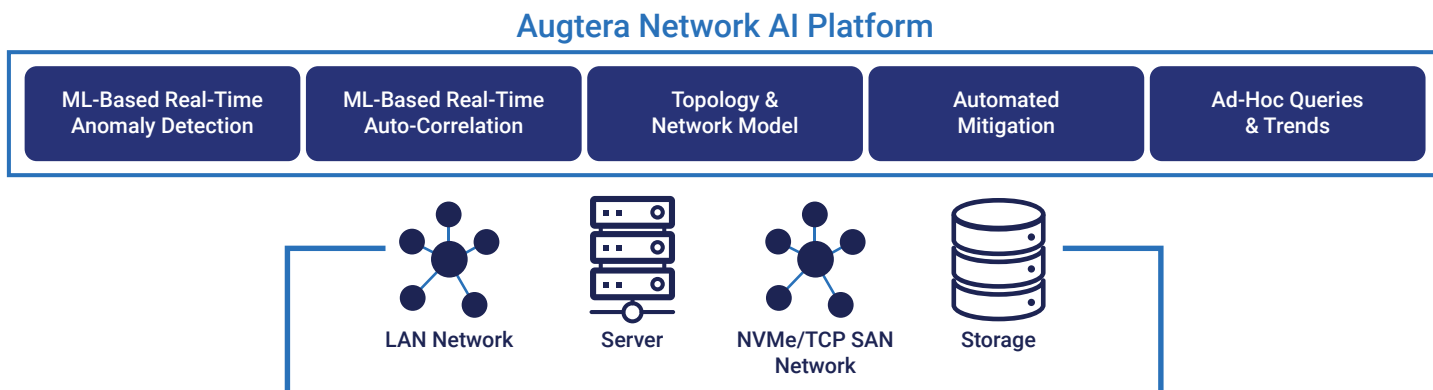 Augtera Network AI Platform
ML-Based Real-Time
Anomaly Detection
ML-Based Real-Time
Auto-Correlation
Topology &
Network Model
Automated
Mitigation
Ad-Hoc Queries
& Trends
LAN Network
Server
NVMe/TCP SAN
Network
Storage